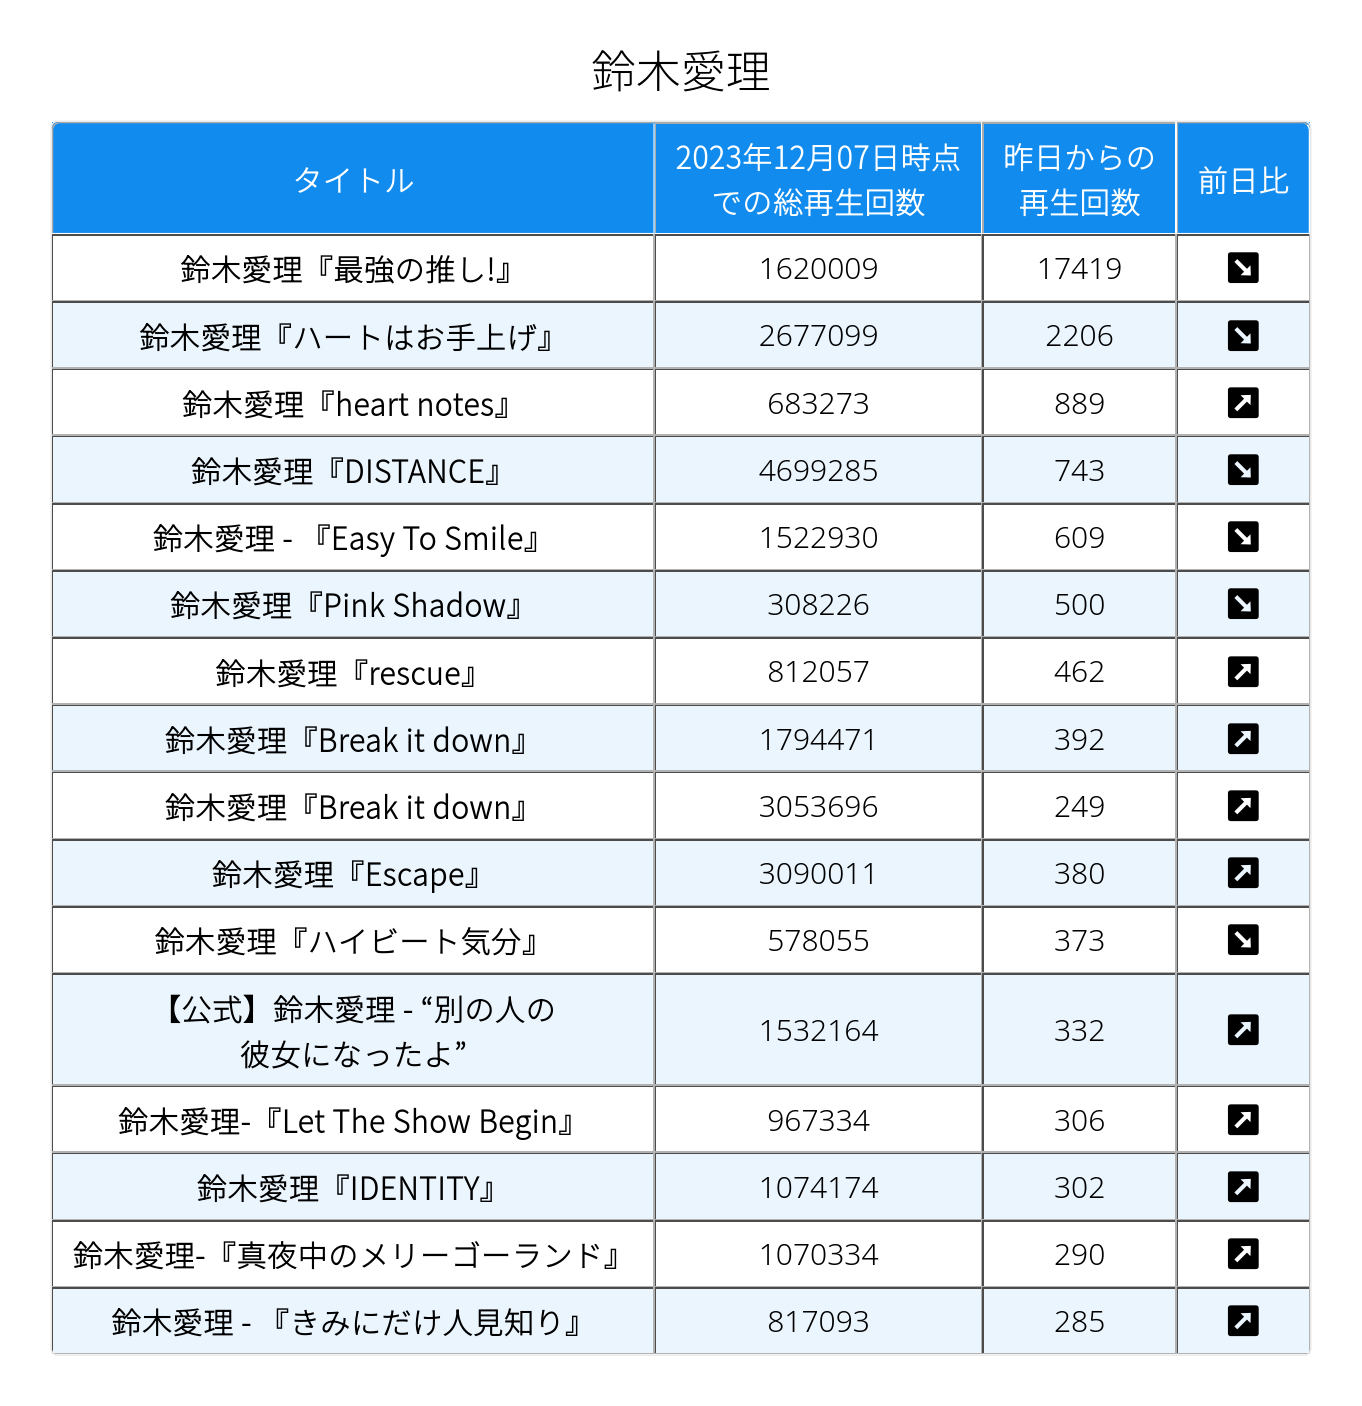 鈴木愛理
タイトル
2023年12月07日時点
での総再生回数
昨日からの
再生回数
前日比
鈴木愛理『最強の推し!』 1620009 17419
鈴木愛理『ハートはお手上げ』 2677099 2206
鈴木愛理『heart notes』 683273 889
鈴木愛理『DISTANCE』 4699285 743
鈴木愛理 - 『Easy To Smile』 1522930 609
鈴木愛理『Pink Shadow』 308226 500
鈴木愛理『rescue』 812057 462
鈴木愛理『Break it down』 1794471 392
鈴木愛理『Break it down』 3053696 249
鈴木愛理『Escape』 3090011 380
鈴木愛理『ハイビート気分』 578055 373
【公式】鈴木愛理 - “別の人の
彼女になったよ” 1532164 332
鈴木愛理-『Let The Show Begin』 967334 306
鈴木愛理『IDENTITY』 1074174 302
鈴木愛理-『真夜中のメリーゴーランド』 1070334 290
鈴木愛理 - 『きみにだけ人見知り』 817093 285